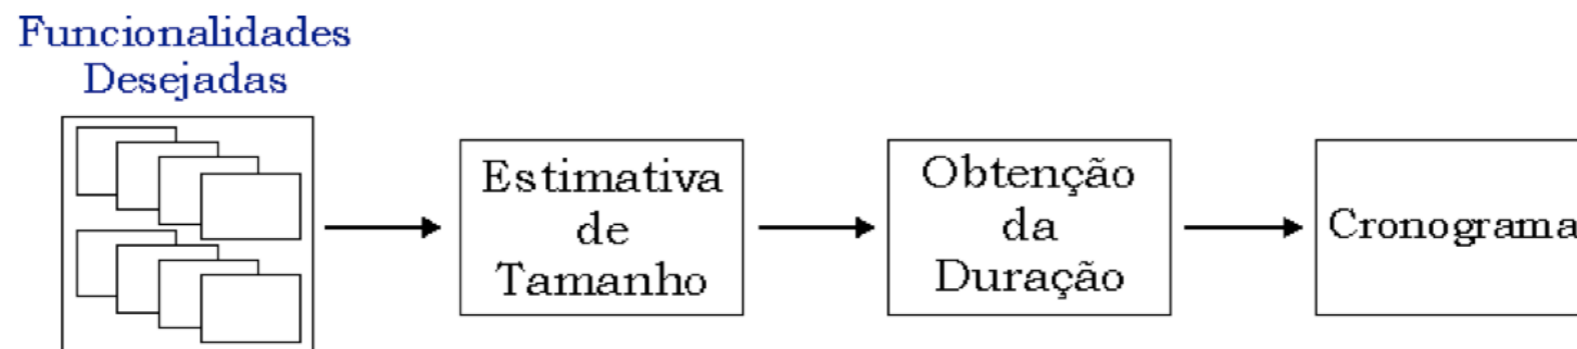 Funcionalidades
Desejadas
Estimativa
de
Tamanho
Obtenção
da
Duração
Cronograma